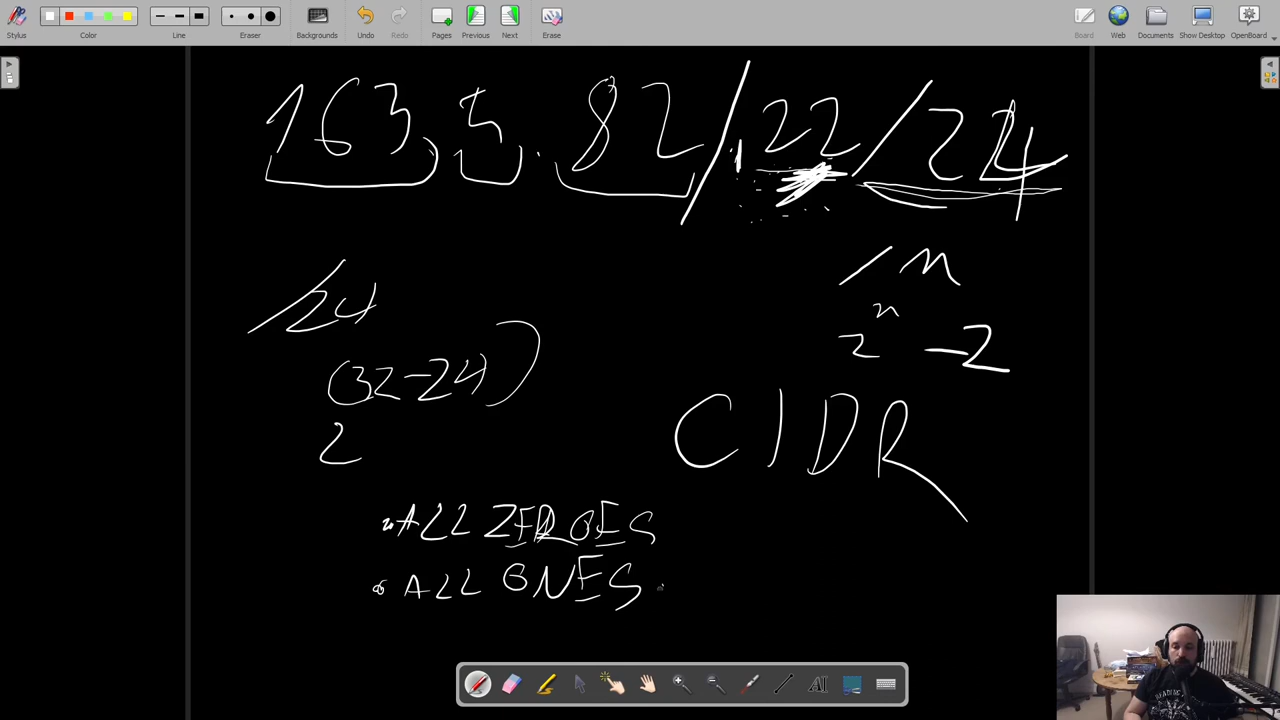 Stylus Color Line Eraser Backgrounds Undo Redo Pages Previous Next Erase Board Web Documents Show Desktop OpenBoard
163.5.82/.22/24
/24
/n
2^n -2
(32-24)
2
CIDR
ALL ZEROES
ALL ONES